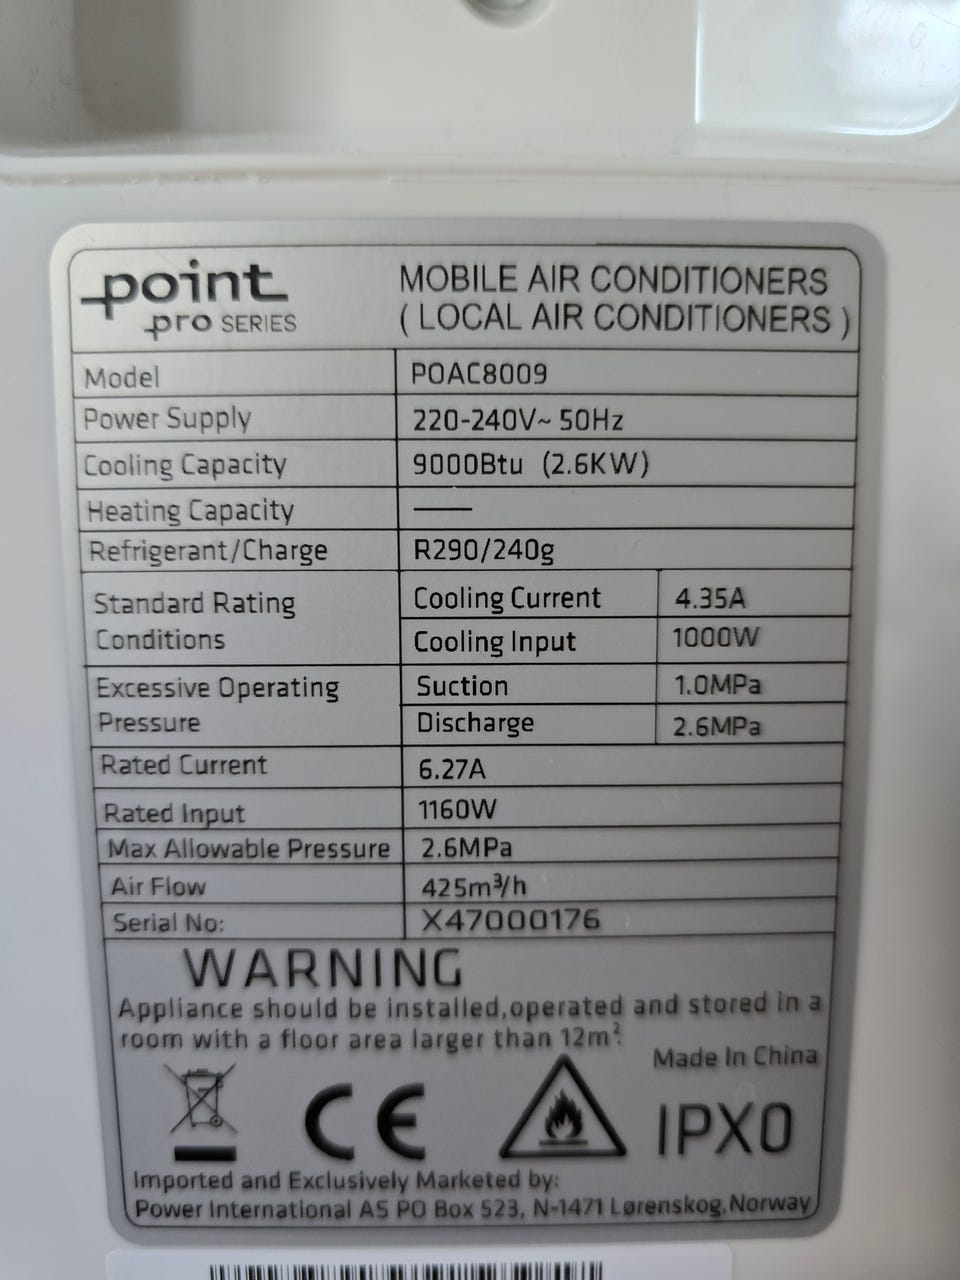 point
pro SERIES
MOBILE AIR CONDITIONERS
( LOCAL AIR CONDITIONERS )
Model POAC8009
Power Supply 220-240V~ 50Hz
Cooling Capacity 9000Btu (2.6KW)
Heating Capacity ——
Refrigerant/Charge R290/240g
Standard Rating Conditions Cooling Current 4.35A
Cooling Input 1000W
Excessive Operating Pressure Suction 1.0MPa
Discharge 2.6MPa
Rated Current 6.27A
Rated Input 1160W
Max Allowable Pressure 2.6MPa
Air Flow 425m³/h
Serial No: X47000176
WARNING
Appliance should be installed,operated and stored in a
room with a floor area larger than 12m².
Made In China
CE
IPX0
Imported and Exclusively Marketed by:
Power International AS PO Box 523, N-1471 Lørenskog, Norway